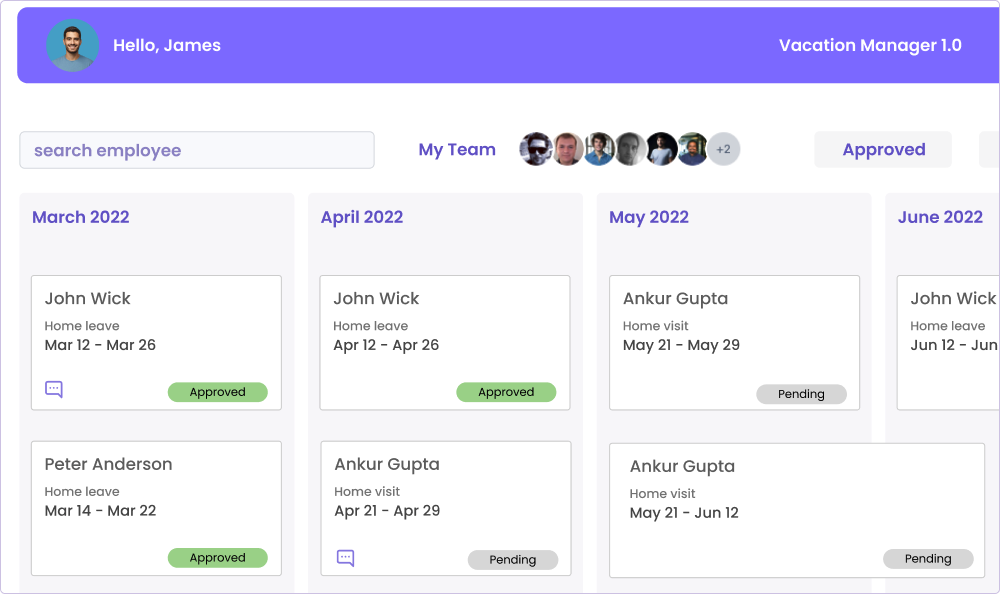 Hello, James
Vacation Manager 1.0
search employee
My Team
+2
Approved
March 2022
John Wick
Home leave
Mar 12 - Mar 26
Approved
Peter Anderson
Home leave
Mar 14 - Mar 22
Approved
April 2022
John Wick
Home leave
Apr 12 - Apr 26
Approved
Ankur Gupta
Home visit
Apr 21 - Apr 29
Pending
May 2022
Ankur Gupta
Home visit
May 21 - May 29
Pending
Ankur Gupta
Home visit
May 21 - Jun 12
Pending
June 2022
John Wick
Home leave
Jun 12 - Jun